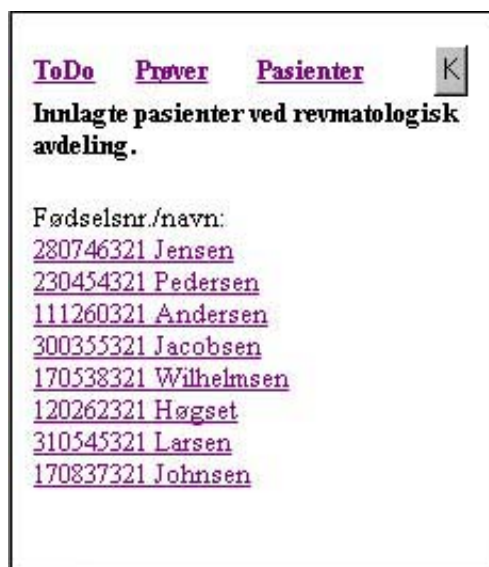 ToDo Prøver Pasienter K
Innlagte pasienter ved revmatologisk
avdeling.
Fødselsnr./navn:
280746321 Jensen
230454321 Pedersen
111260321 Andersen
300355321 Jacobsen
170538321 Wilhelmsen
120262321 Høgset
310545321 Larsen
170837321 Johnsen